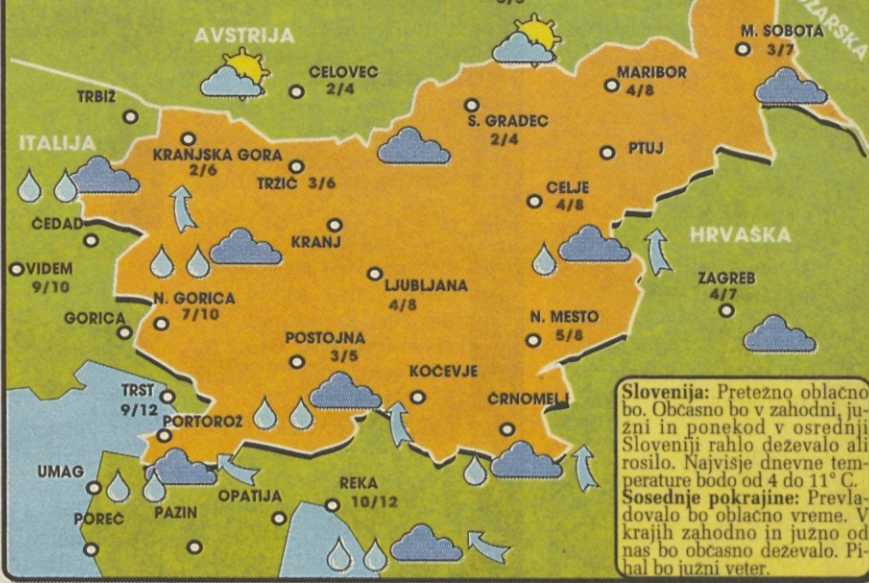 AVSTRIJA
M. SOBOTA
3/7
CELOVEC
2/4
MARIBOR
4/8
TRBIŽ
S. GRADEC
2/4
ITALIJA
KRANJSKA GORA
2/6
TRŽIČ 3/6
PTUJ
CELJE
4/8
ČEDAD
KRANJ
HRVAŠKA
VIDEM
9/10
LJUBLJANA
4/8
ZAGREB
4/7
N. GORICA
7/10
GORICA
N. MESTO
5/8
POSTOJNA
3/5
KOČEVJE
TRST
9/12
ČRNOMELJ
PORTOROŽ
UMAG
OPATIJA
REKA
10/12
POREČ
PAZIN
Slovenija: Pretežno oblačno
bo. Občasno bo v zahodni, ju-
žni in ponekod v osrednji
Sloveniji rahlo deževalo ali
rosilo. Najvišje dnevne tem-
perature bodo od 4 do 11° C.
Sosednje pokrajine: Prevla-
dovalo bo oblačno vreme. V
krajih zahodno in južno od
nas bo občasno deževalo. Pi-
hal bo južni veter.